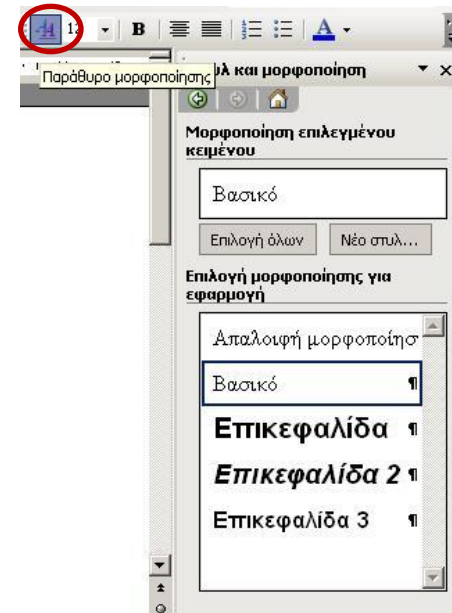 B A
Παράθυρο μορφοποίησης
υλ και μορφοποίηση
Μορφοποίηση επιλεγμένου
κειμένου
Βασικό
Επιλογή όλων Νέο στυλ...
Επιλογή μορφοποίησης για
εφαρμογή
Απαλοιφή μορφοποίησ
Βασικό ¶
Επικεφαλίδα ¶
Επικεφαλίδα 2 ¶
Επικεφαλίδα 3 ¶